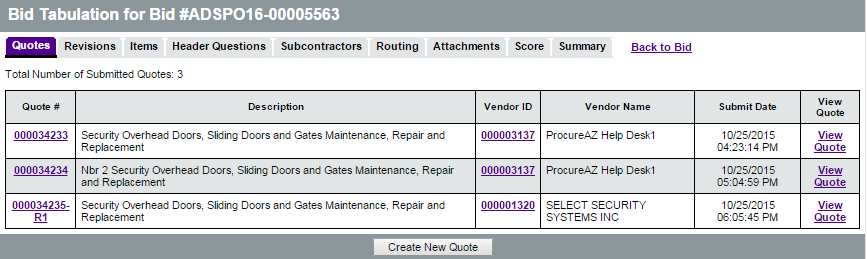 Bid Tabulation for Bid #ADSPO16-00005563
Quotes Revisions Items Header Questions Subcontractors Routing Attachments Score Summary Back to Bid
Total Number of Submitted Quotes: 3
Quote # Description Vendor ID Vendor Name Submit Date View
Quote
000034233 Security Overhead Doors, Sliding Doors and Gates Maintenance, Repair and 000003137 ProcureAZ Help Desk1 10/25/2015 View
Replacement 04:23:14 PM Quote
000034234 Nbr 2 Security Overhead Doors, Sliding Doors and Gates Maintenance, Repair 000003137 ProcureAZ Help Desk1 10/25/2015 View
and Replacement 05:04:59 PM Quote
000034235- Security Overhead Doors, Sliding Doors and Gates Maintenance, Repair and 000001320 SELECT SECURITY 10/25/2015 View
R1 Replacement SYSTEMS INC 06:05:45 PM Quote
Create New Quote